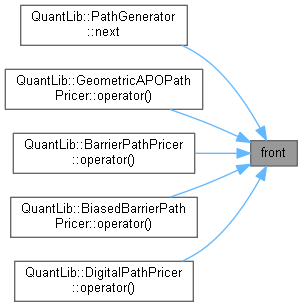 QuantLib::PathGenerator
::next
QuantLib::GeometricAPOPath
Pricer::operator()
QuantLib::BarrierPathPricer
::operator()
front
QuantLib::BiasedBarrierPath
Pricer::operator()
QuantLib::DigitalPathPricer
::operator()